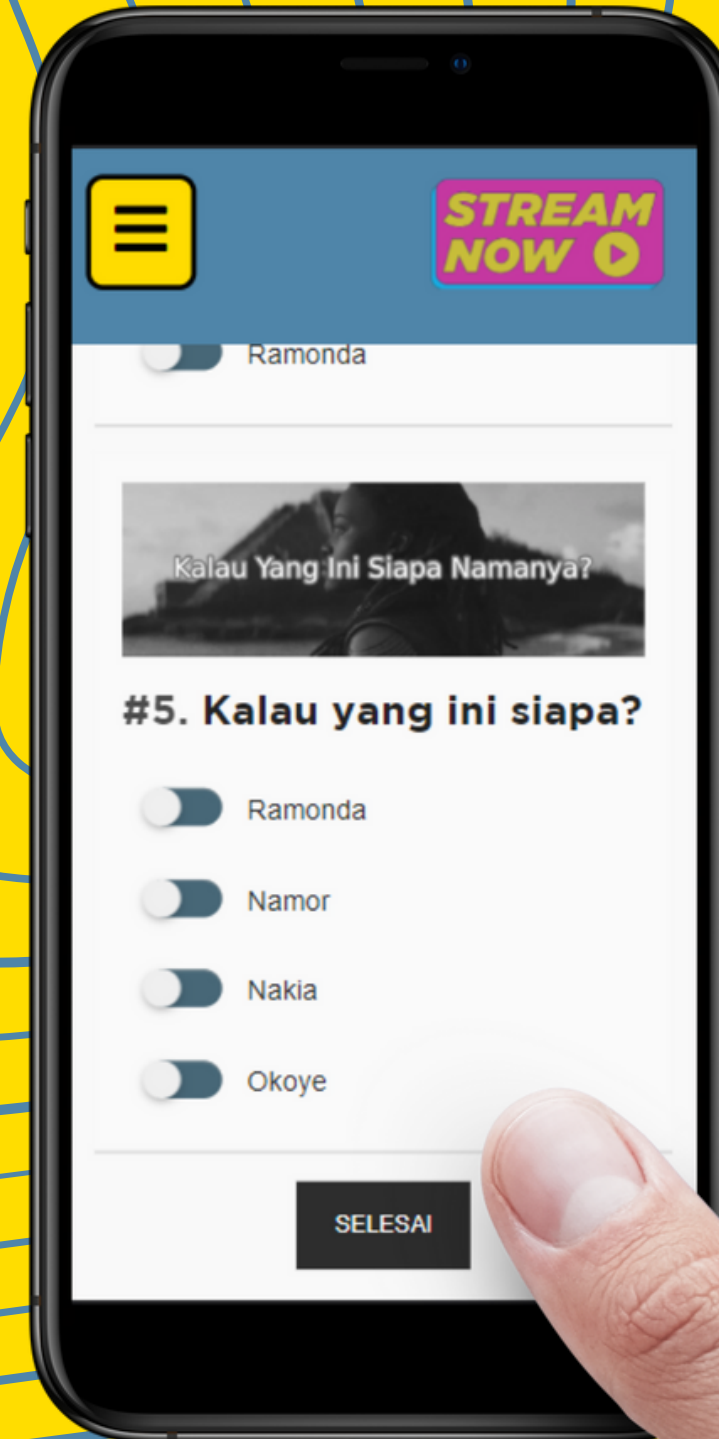 STREAM
NOW
Ramonda
Kalau Yang Ini Siapa Namanya?
#5. Kalau yang ini siapa?
Ramonda
Namor
Nakia
Okoye
SELESAI